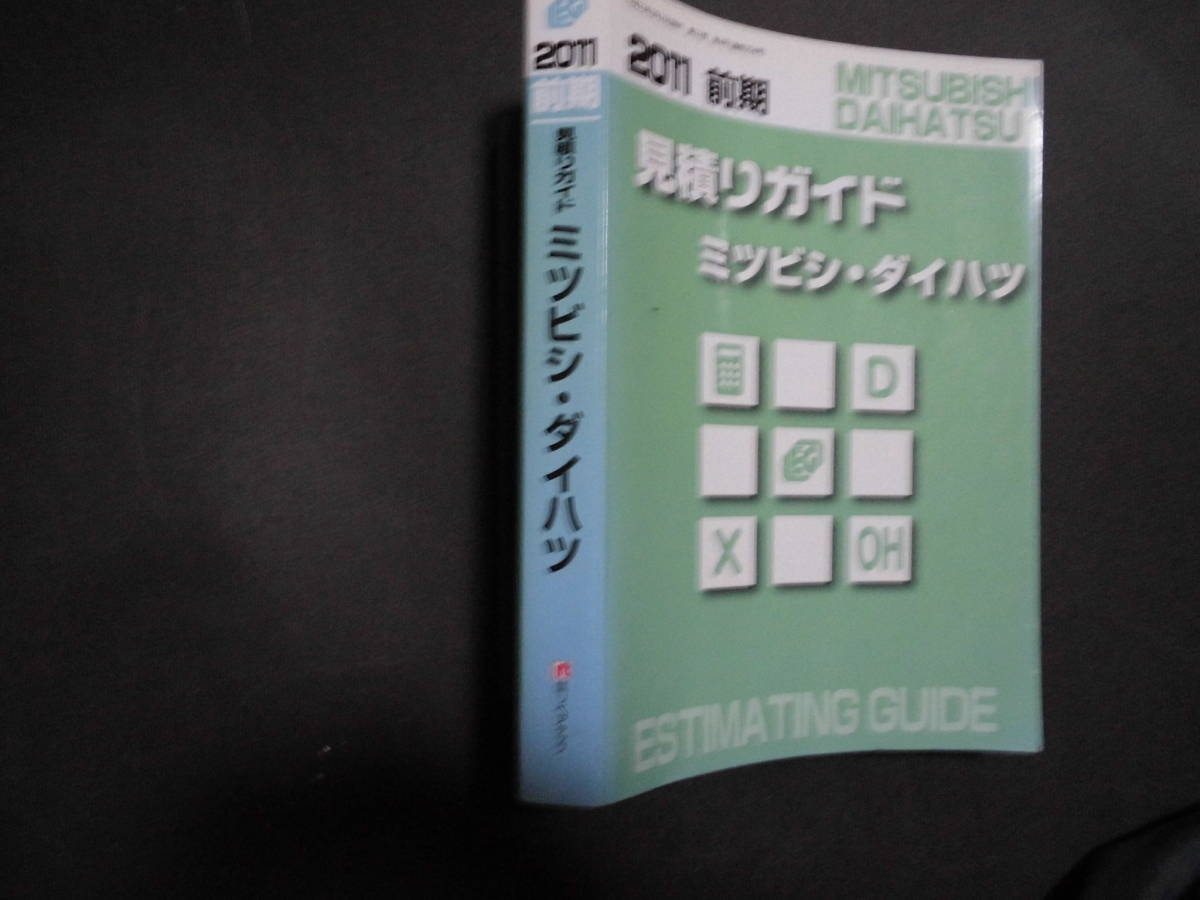 2011
前期
見積りガイド
ミツビシ・ダイハツ
2011 前期
MITSUBISHI
DAIHATSU
見積りガイド
ミツビシ・ダイハツ
D
X
OH
ESTIMATING GUIDE